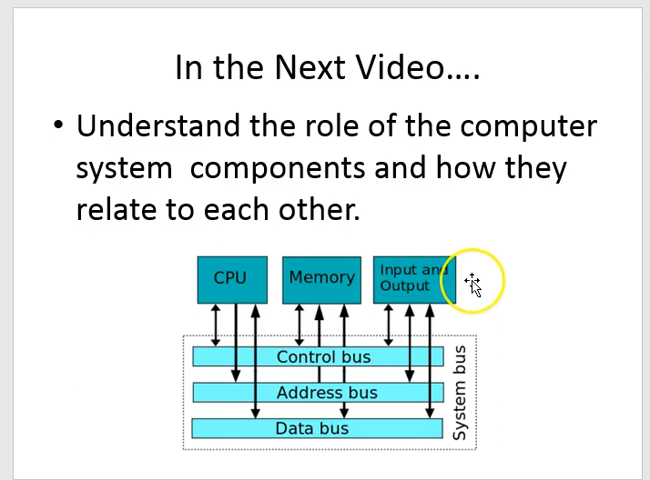 In the Next Video....
• Understand the role of the computer
system  components and how they
relate to each other.
CPU
Memory
Input and
Output
Control bus
Address bus
Data bus
System bus